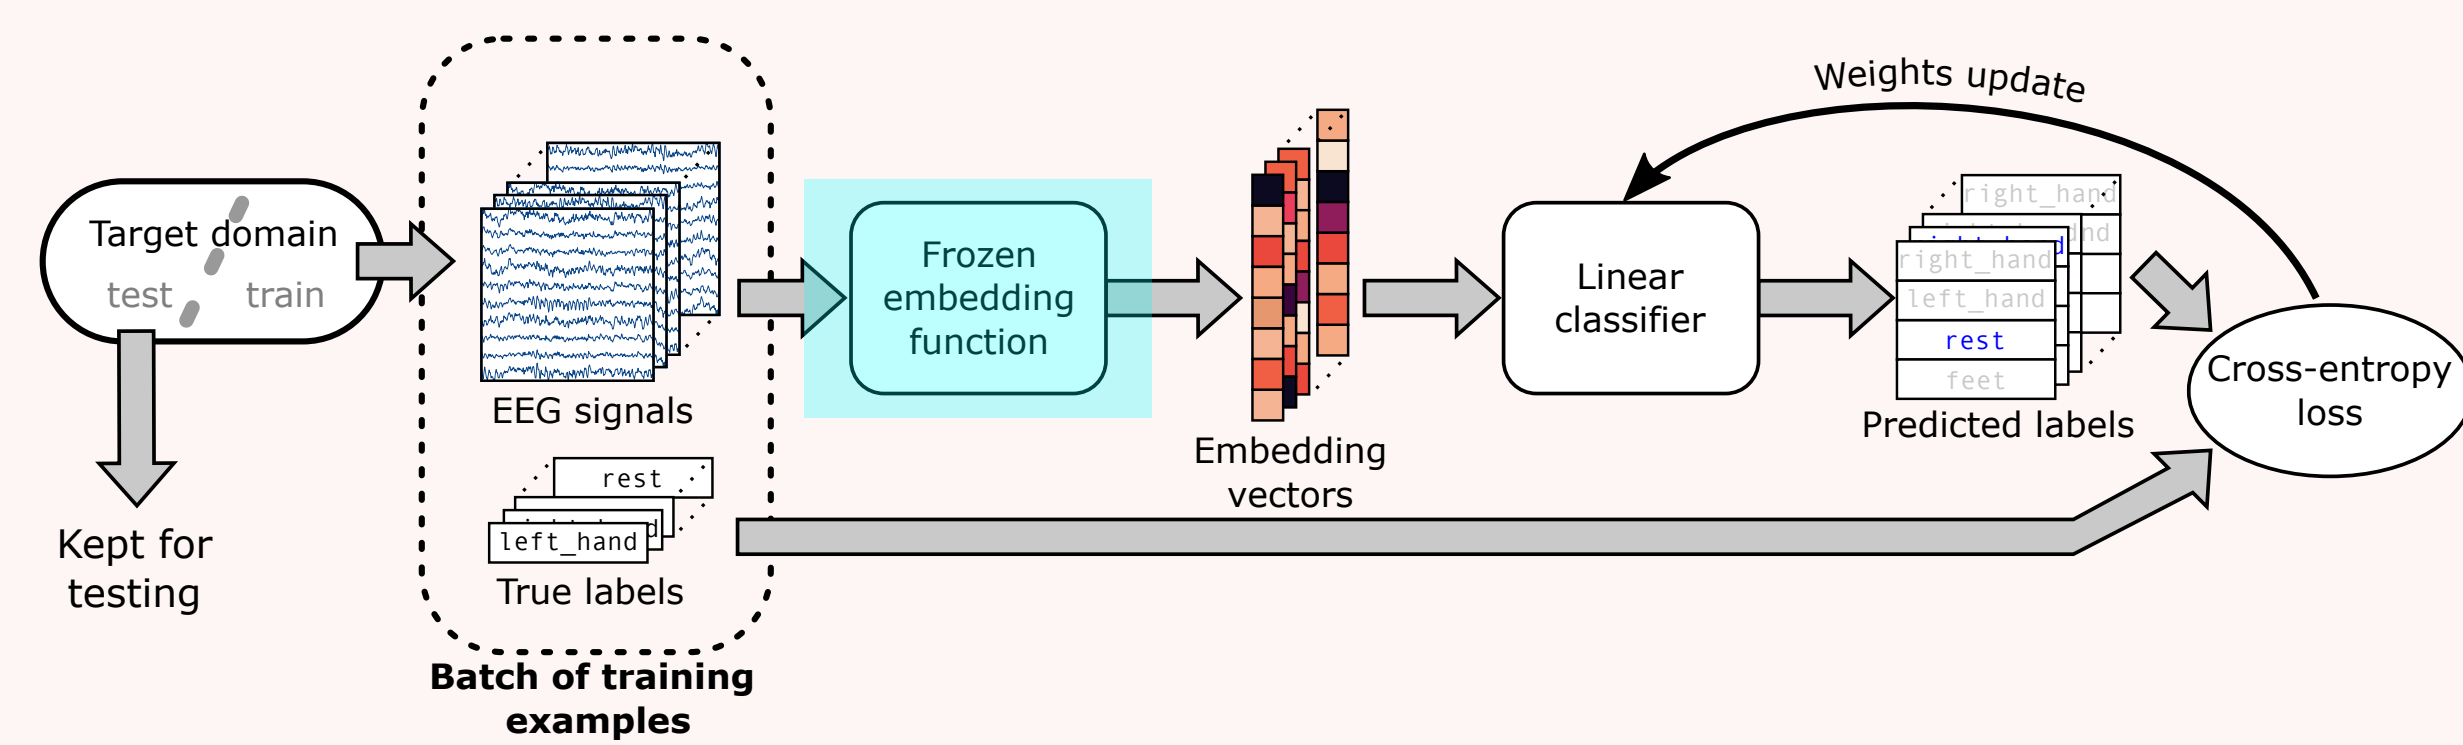 Weights update
Target domain
test
train
Kept for
testing
EEG signals
rest
left_hand
True labels
Batch of training
examples
Frozen
embedding
function
Embedding
vectors
Linear
classifier
right_hand
right_hand
left_hand
rest
feet
Predicted labels
Cross-entropy
loss